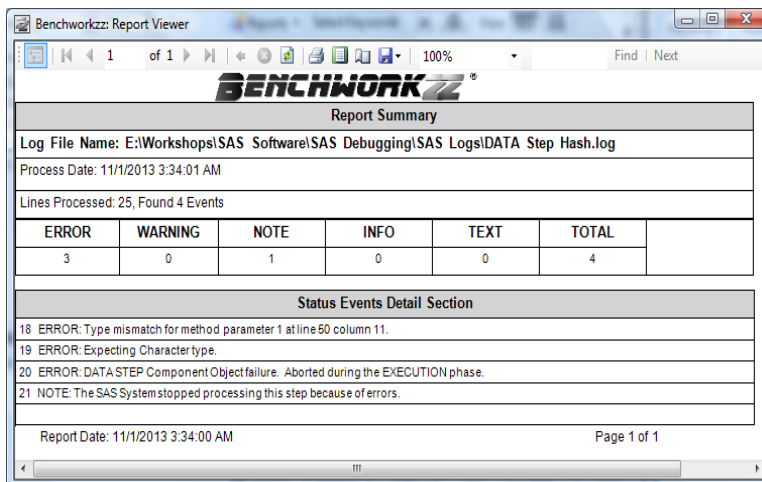 Benchworkzz: Report Viewer
1 of 1 100% Find | Next
BENCHWORKZZ ®
Report Summary
Log File Name: E:\Workshops\SAS Software\SAS Debugging\SAS Logs\DATA Step Hash.log
Process Date: 11/1/2013 3:34:01 AM
Lines Processed: 25, Found 4 Events
ERROR WARNING NOTE INFO TEXT TOTAL
3 0 1 0 0 4
Status Events Detail Section
18 ERROR: Type mismatch for method parameter 1 at line 50 column 11.
19 ERROR: Expecting Character type.
20 ERROR: DATA STEP Component Object failure. Aborted during the EXECUTION phase.
21 NOTE: The SAS System stopped processing this step because of errors.
Report Date: 11/1/2013 3:34:00 AM Page 1 of 1